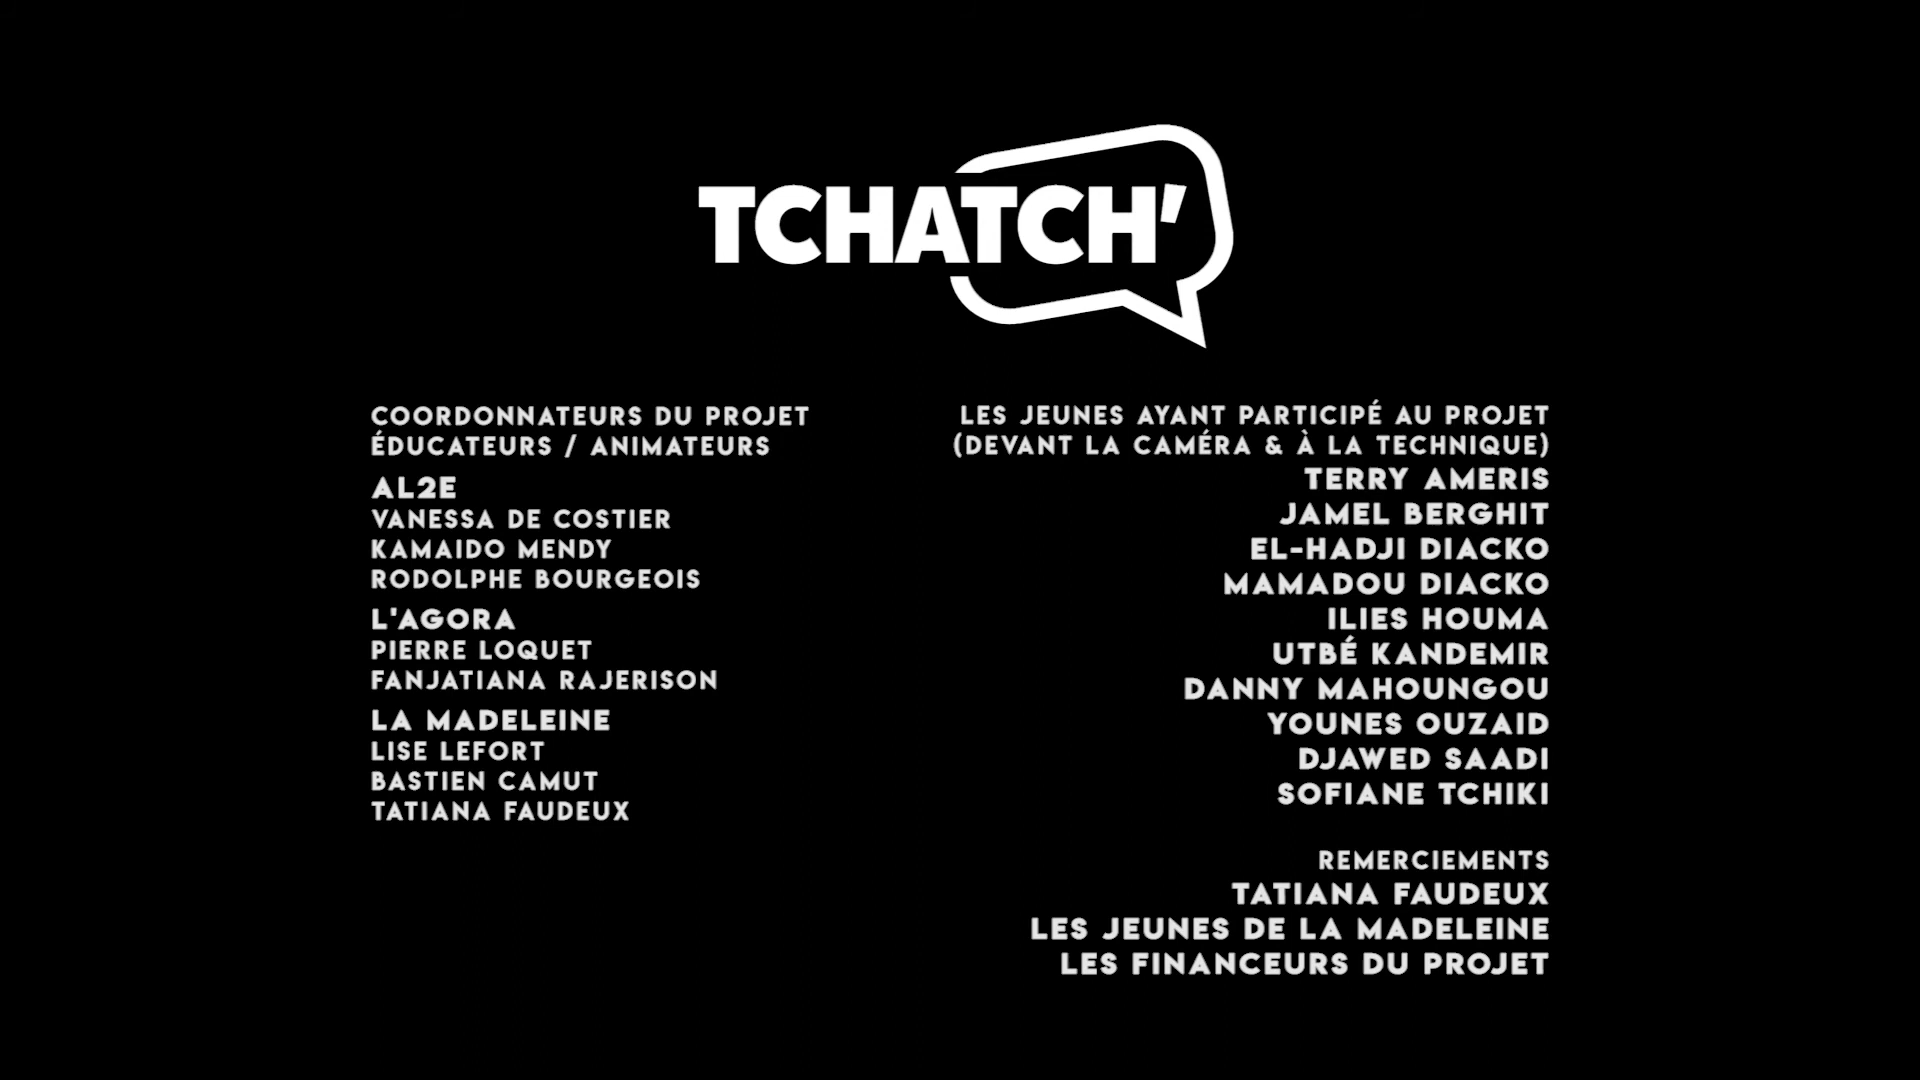 TCHATCH'
COORDONNATEURS DU PROJET
ÉDUCATEURS / ANIMATEURS
AL2E
VANESSA DE COSTIER
KAMAIDO MENDY
RODOLPHE BOURGEOIS
L'AGORA
PIERRE LOQUET
FANJATIANA RAJERISON
LA MADELEINE
LISE LEFORT
BASTIEN CAMUT
TATIANA FAUDEUX
LES JEUNES AYANT PARTICIPÉ AU PROJET
(DEVANT LA CAMÉRA & À LA TECHNIQUE)
TERRY AMERIS
JAMEL BERGHIT
EL-HADJI DIACKO
MAMADOU DIACKO
ILIES HOUMA
UTBÉ KANDEMIR
DANNY MAHOUNGOU
YOUNES OUZAID
DJAWED SAADI
SOFIANE TCHIKI
REMERCIEMENTS
TATIANA FAUDEUX
LES JEUNES DE LA MADELEINE
LES FINANCEURS DU PROJET